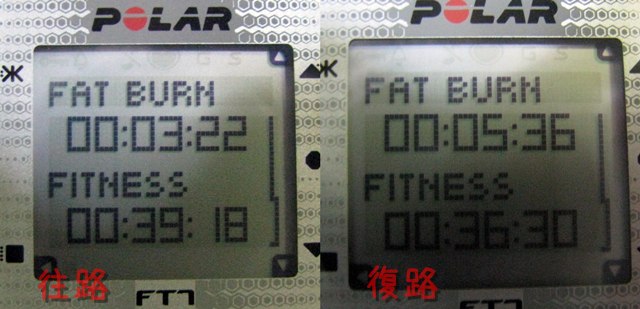 POLAR
FAT BURN
00:03:22
FITNESS
00:39:18
往路
FT7
POLAR
FAT BURN
00:05:36
FITNESS
00:36:30
復路
FT7